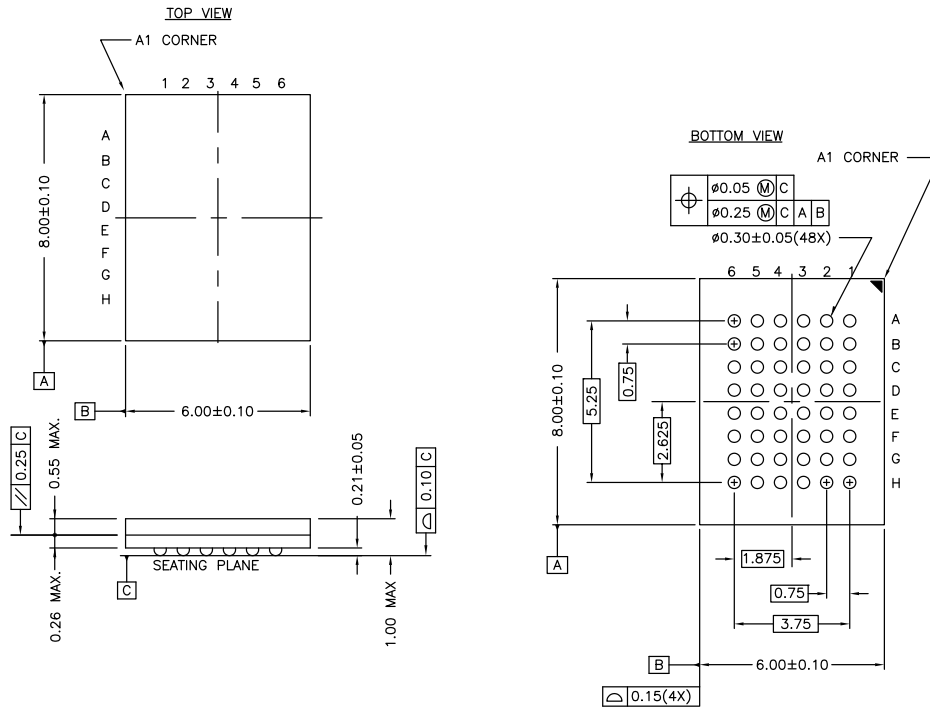 TOP VIEW
A1 CORNER
1 2 3 4 5 6
A
B
C
D
E
F
G
H
8.00±0.10
A
B
6.00±0.10
// 0.25 C
0.55 MAX.
0.26 MAX.
0.21±0.05
⌓ 0.10 C
SEATING PLANE
C
1.00 MAX
BOTTOM VIEW
A1 CORNER
⌖ ø0.05 Ⓜ C
ø0.25 Ⓜ C A B
ø0.30±0.05(48X)
6 5 4 3 2 1
A
B
C
D
E
F
G
H
8.00±0.10
5.25
0.75
2.625
A
1.875
0.75
3.75
B
6.00±0.10
⌓ 0.15(4X)